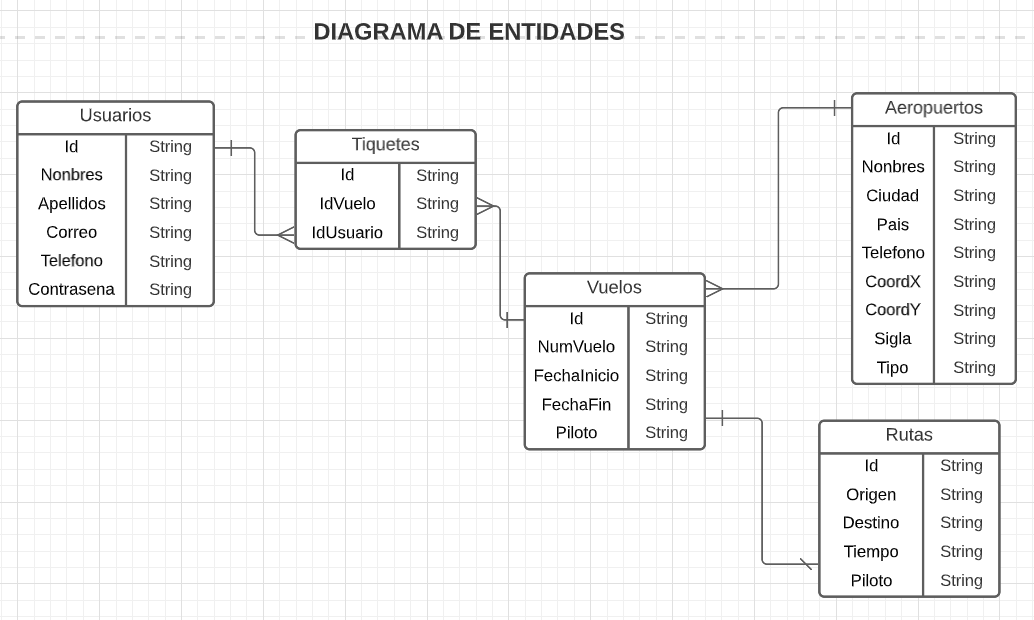 DIAGRAMA DE ENTIDADES
Usuarios
Id String
Nonbres String
Apellidos String
Correo String
Telefono String
Contrasena String
Tiquetes
Id String
IdVuelo String
IdUsuario String
Vuelos
Id String
NumVuelo String
FechaInicio String
FechaFin String
Piloto String
Aeropuertos
Id String
Nonbres String
Ciudad String
Pais String
Telefono String
CoordX String
CoordY String
Sigla String
Tipo String
Rutas
Id String
Origen String
Destino String
Tiempo String
Piloto String